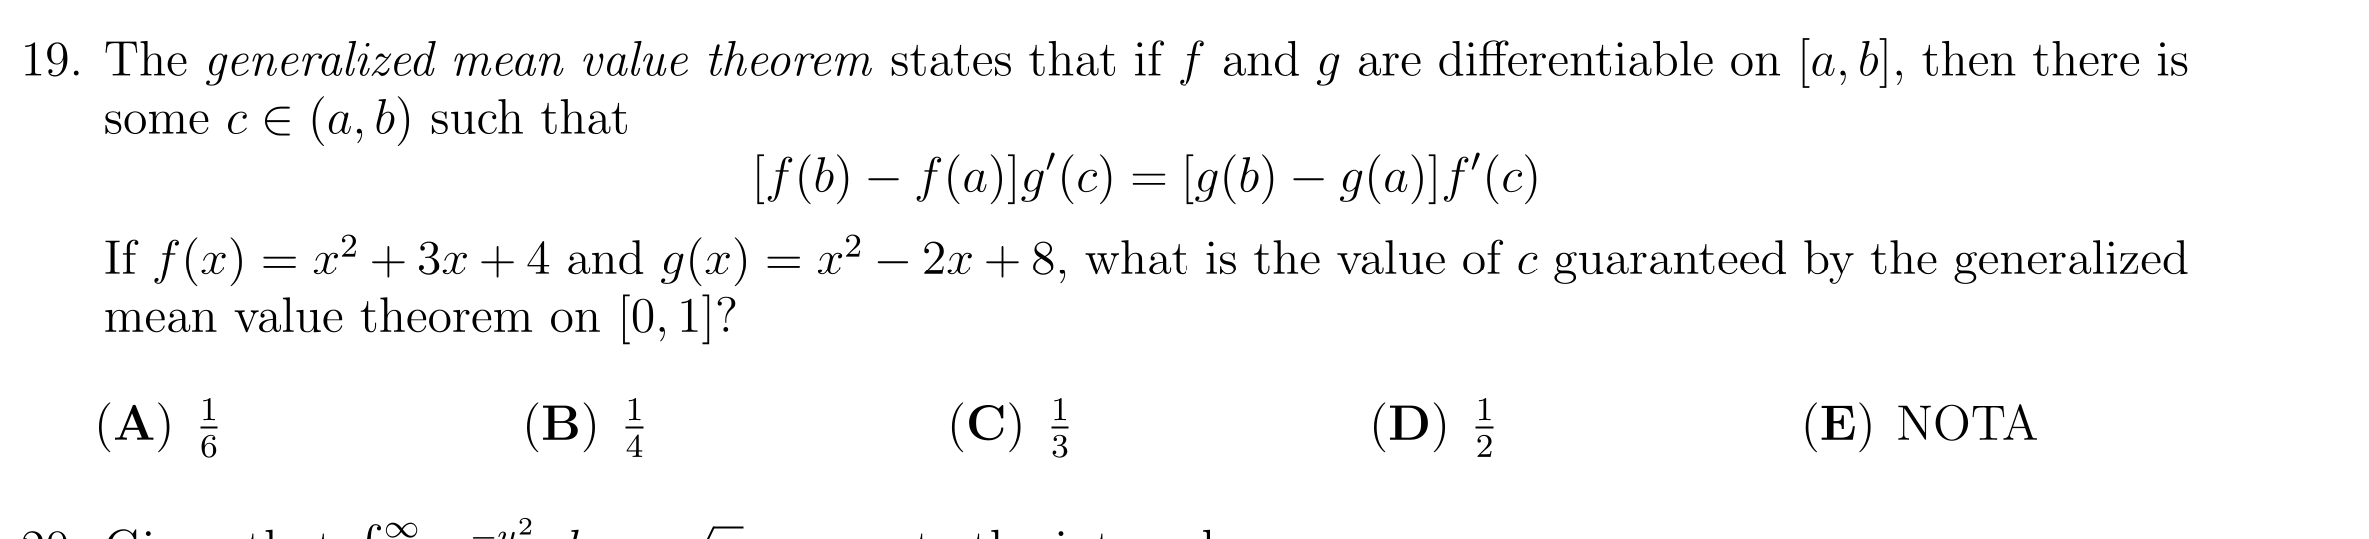 19. The generalized mean value theorem states that if f and g are differentiable on [a, b], then there is
some c ∈ (a, b) such that
[f(b) − f(a)]g′(c) = [g(b) − g(a)]f′(c)
If f(x) = x² + 3x + 4 and g(x) = x² − 2x + 8, what is the value of c guaranteed by the generalized
mean value theorem on [0, 1]?
(A) 1/6 (B) 1/4 (C) 1/3 (D) 1/2 (E) NOTA